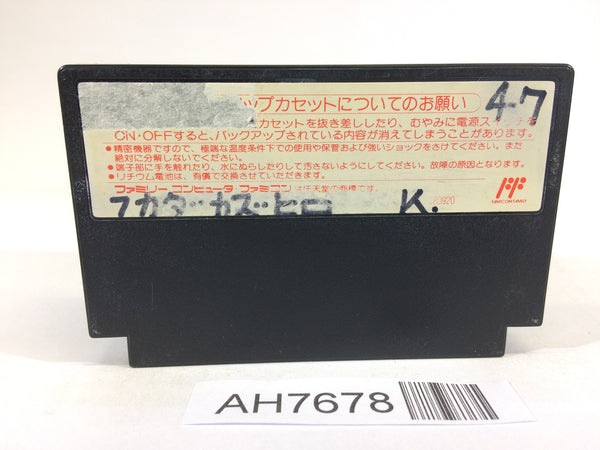 ップカセットについてのお願い
4-7
カセットを抜き差ししたり、むやみに電源ス
ON・OFFすると、バックアップされている内容が消えてしまうことがあります。
●精密機器ですので、極端な温度条件下での使用や保管および強いショックをさけてください。また
絶対に分解しないでください。
●端子部に手を触れたり、水にぬらしたりして汚さないようにしてください。故障の原因となります。
●リチウム電池は、有償で交換させていただきます。
ファミリーコンピュータ・ファミコンは任天堂の商標です。
フカダ カズヒロ K.
FAMICOM FAMILY
AH7678